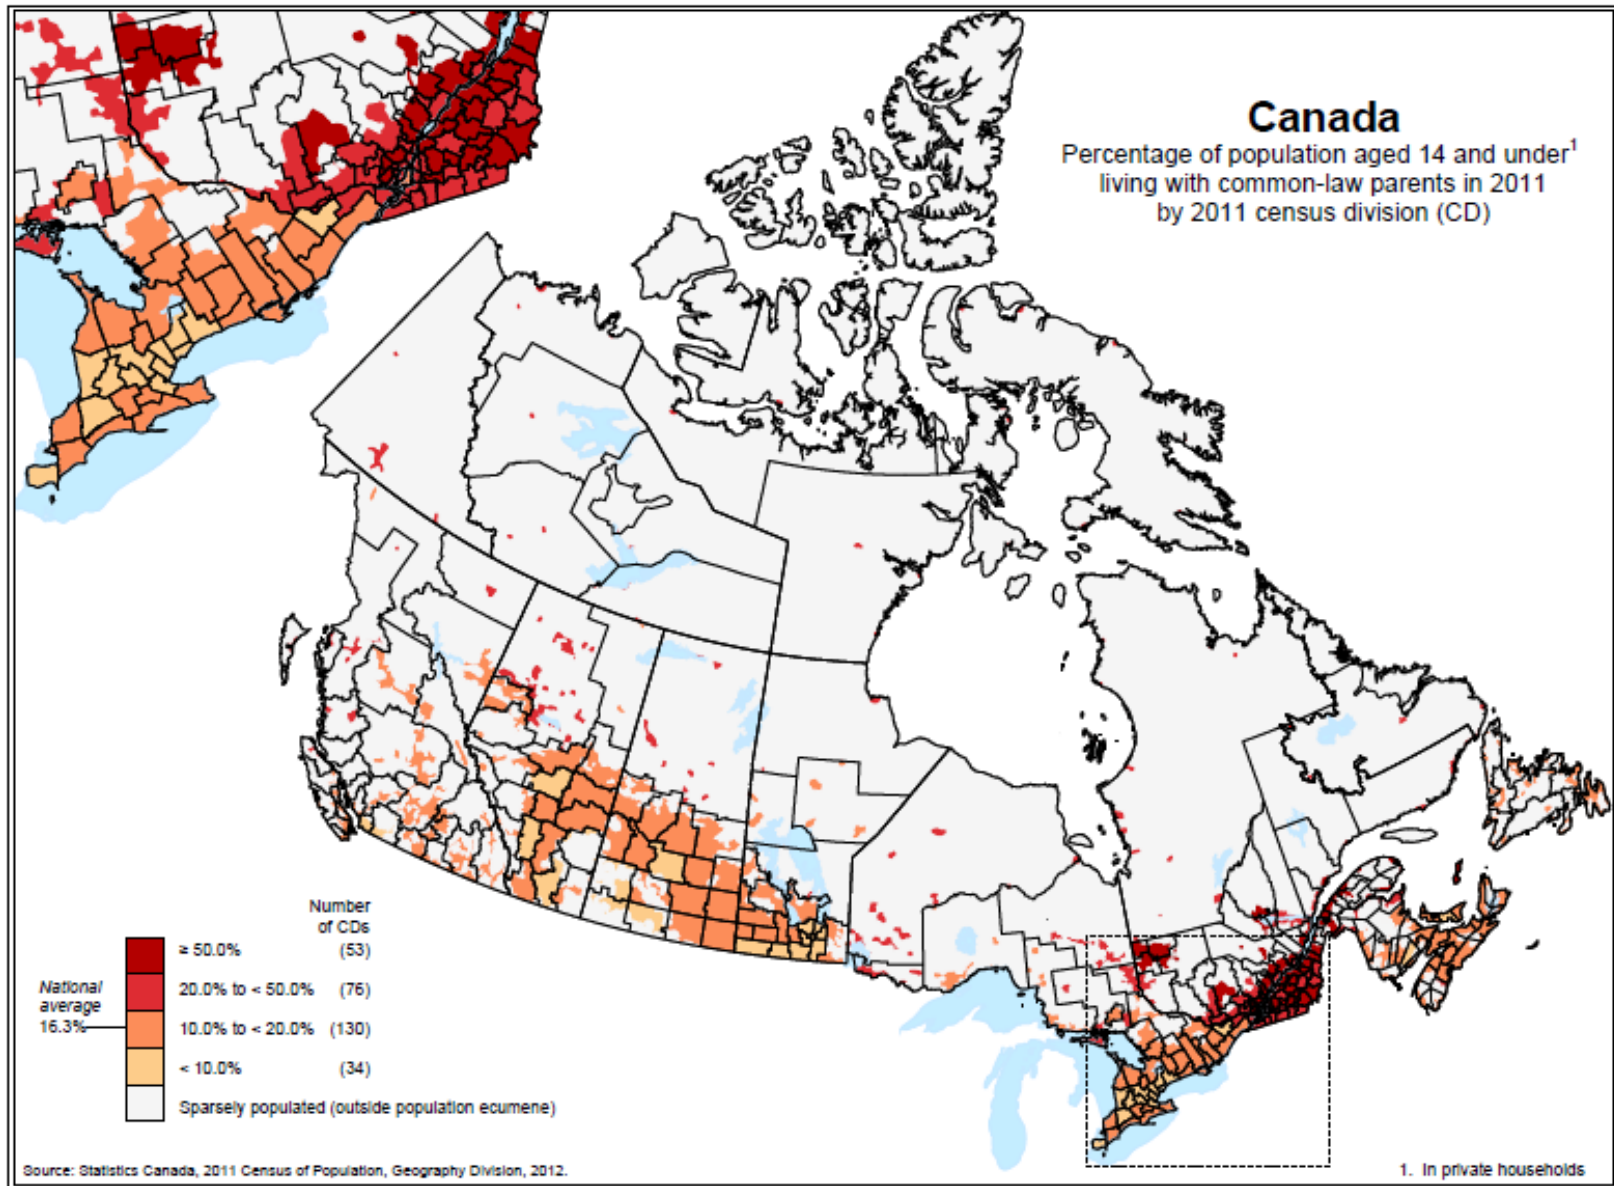 Canada
Percentage of population aged 14 and under¹
living with common-law parents in 2011
by 2011 census division (CD)
Number
of CDs
≥ 50.0% (53)
20.0% to < 50.0% (76)
10.0% to < 20.0% (130)
< 10.0% (34)
Sparsely populated (outside population ecumene)
National
average
16.3%
Source: Statistics Canada, 2011 Census of Population, Geography Division, 2012.
1. In private households